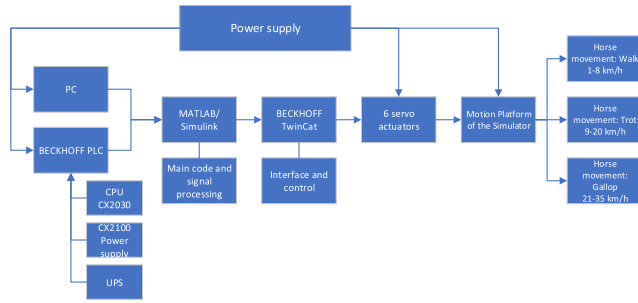 Power supply
PC
BECKHOFF PLC
CPU
CX2030
CX2100
Power
supply
UPS
MATLAB/
Simulink
Main code and
signal
processing
BECKHOFF
TwinCat
Interface and
control
6 servo
actuators
Motion Platform
of the Simulator
Horse
movement: Walk
1-8 km/h
Horse
movement: Trot
9-20 km/h
Horse
movement:
Gallop
21-35 km/h